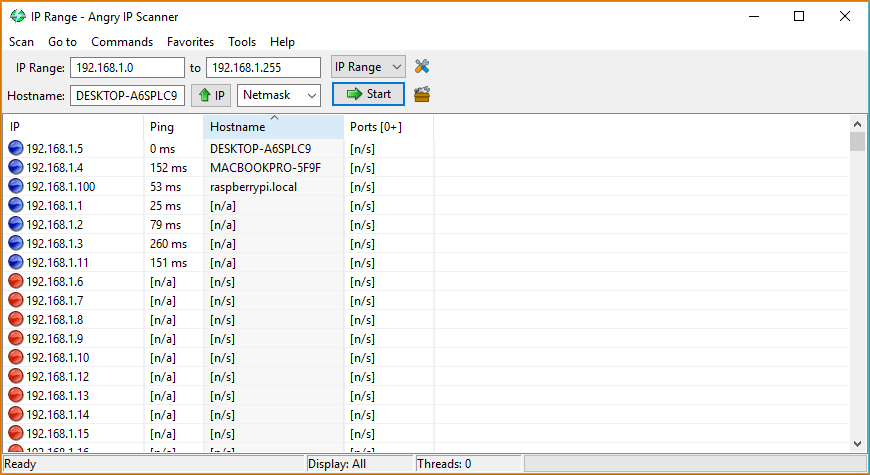 IP Range - Angry IP Scanner
Scan Go to Commands Favorites Tools Help
IP Range: 192.168.1.0 to 192.168.1.255 IP Range
Hostname: DESKTOP-A6SPLC9 IP Netmask Start
IP Ping Hostname Ports [0+]
192.168.1.5 0 ms DESKTOP-A6SPLC9 [n/s]
192.168.1.4 152 ms MACBOOKPRO-5F9F [n/s]
192.168.1.100 53 ms raspberrypi.local [n/s]
192.168.1.1 25 ms [n/a] [n/s]
192.168.1.2 79 ms [n/a] [n/s]
192.168.1.3 260 ms [n/a] [n/s]
192.168.1.11 151 ms [n/a] [n/s]
192.168.1.6 [n/a] [n/s] [n/s]
192.168.1.7 [n/a] [n/s] [n/s]
192.168.1.8 [n/a] [n/s] [n/s]
192.168.1.9 [n/a] [n/s] [n/s]
192.168.1.10 [n/a] [n/s] [n/s]
192.168.1.12 [n/a] [n/s] [n/s]
192.168.1.13 [n/a] [n/s] [n/s]
192.168.1.14 [n/a] [n/s] [n/s]
192.168.1.15 [n/a] [n/s] [n/s]
Ready Display: All Threads: 0